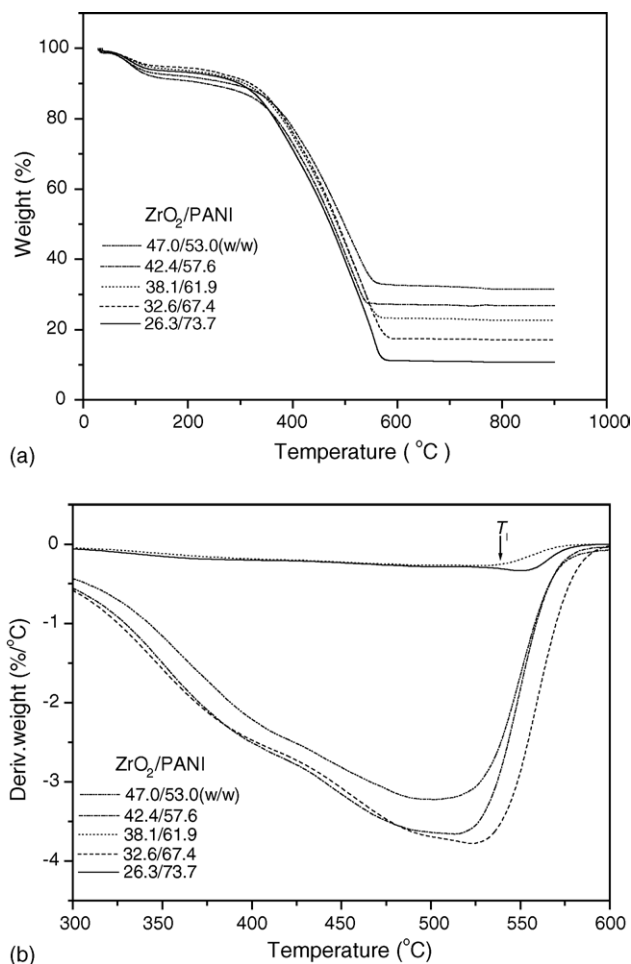 100
80
60
40
20
0
Weight (%)
ZrO2/PANI
47.0/53.0(w/w)
42.4/57.6
38.1/61.9
32.6/67.4
26.3/73.7
0 200 400 600 800 1000
Temperature ( °C )
(a)
0
-1
-2
-3
-4
Deriv.weight (%/°C)
Tl
ZrO2/PANI
47.0/53.0(w/w)
42.4/57.6
38.1/61.9
32.6/67.4
26.3/73.7
300 350 400 450 500 550 600
Temperature (°C)
(b)